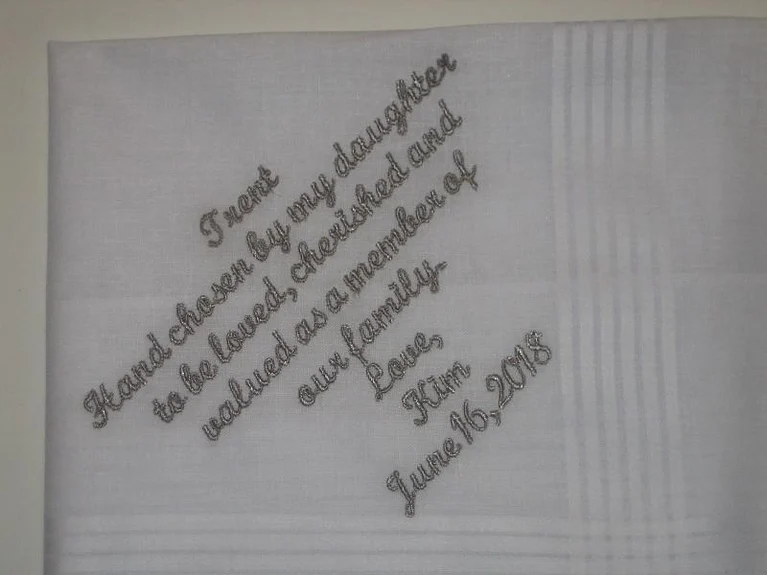 Trent
Hand chosen by my daughter
to be loved, cherished and
valued as a member of
our family.
Love,
Kim
June 16, 2018